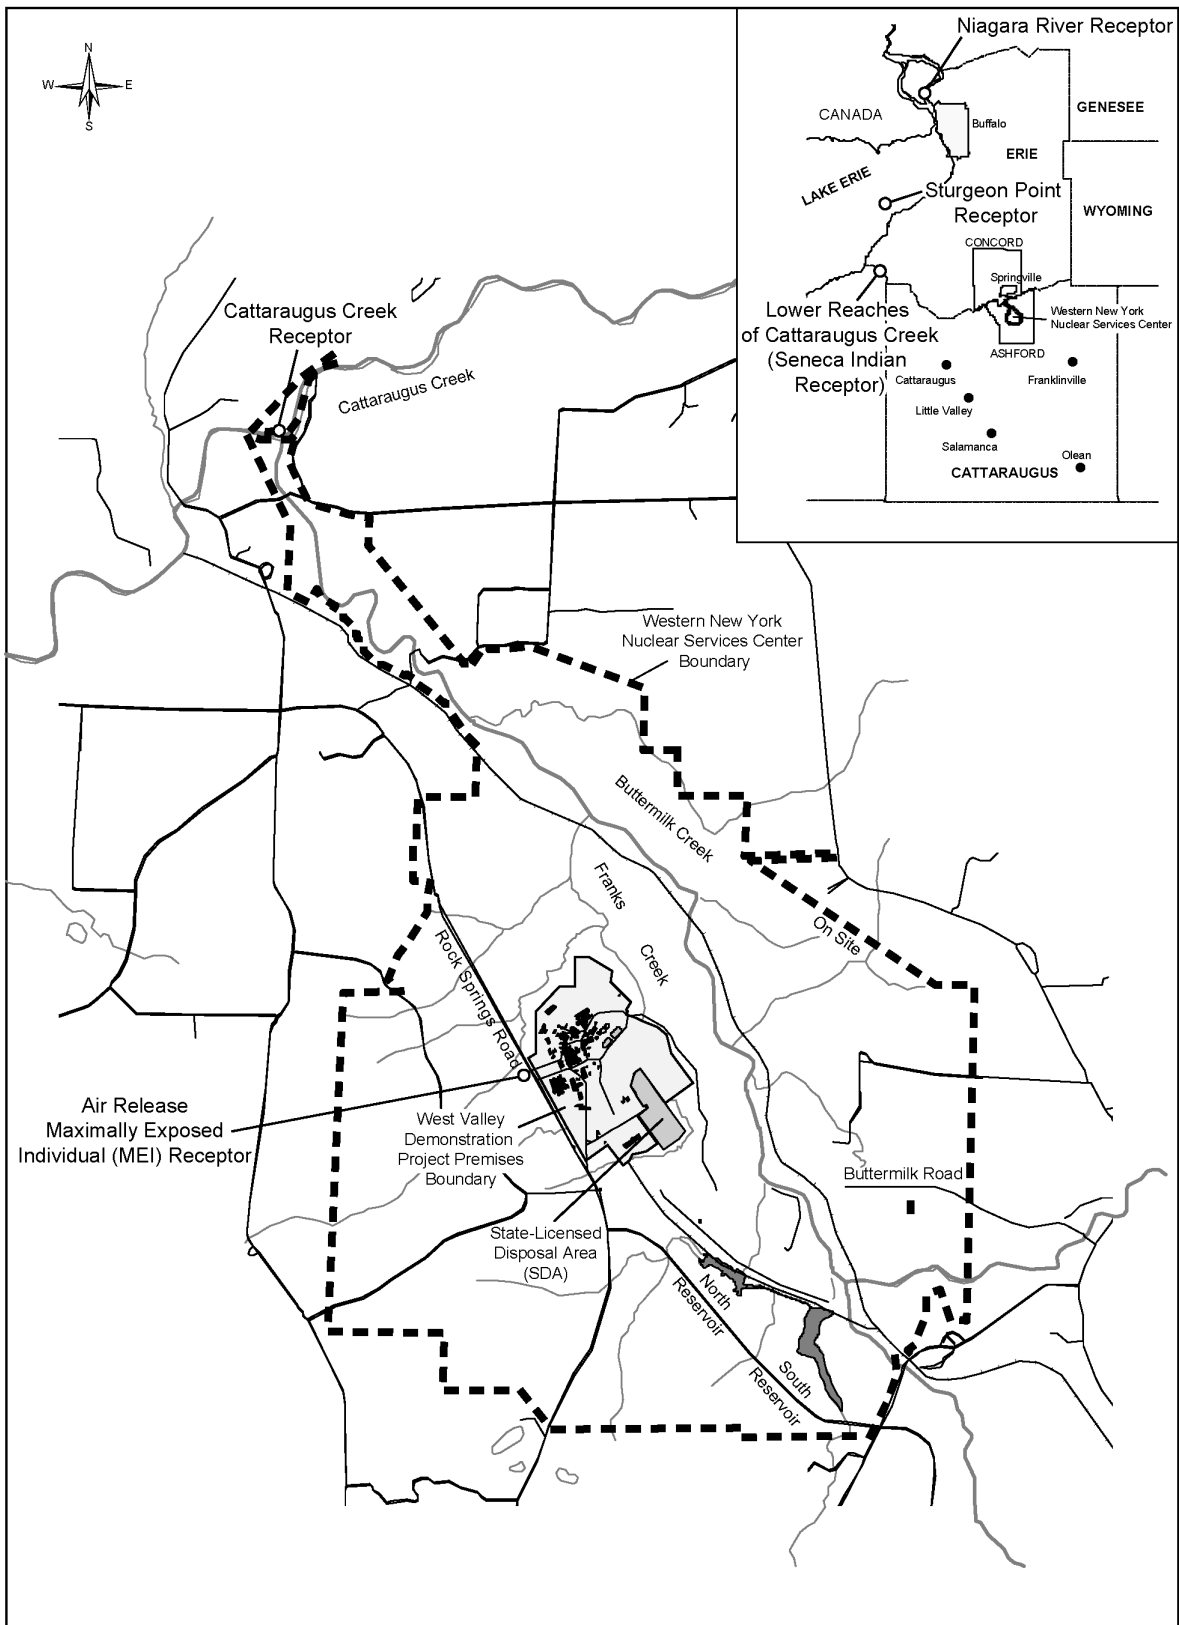 N
W
E
S
Niagara River Receptor
CANADA
GENESEE
Buffalo
ERIE
LAKE ERIE
Sturgeon Point
Receptor
WYOMING
CONCORD
Springville
Lower Reaches
of Cattaraugus Creek
(Seneca Indian
Receptor)
Western New York
Nuclear Services Center
ASHFORD
Cattaraugus
Franklinville
Little Valley
Salamanca
Olean
CATTARAUGUS
Cattaraugus Creek
Receptor
Cattaraugus Creek
Western New York
Nuclear Services Center
Boundary
Buttermilk Creek
Franks
Creek
On Site
Rock Springs Road
Air Release
Maximally Exposed
Individual (MEI) Receptor
West Valley
Demonstration
Project Premises
Boundary
Buttermilk Road
State-Licensed
Disposal Area
(SDA)
North
Reservoir
South
Reservoir